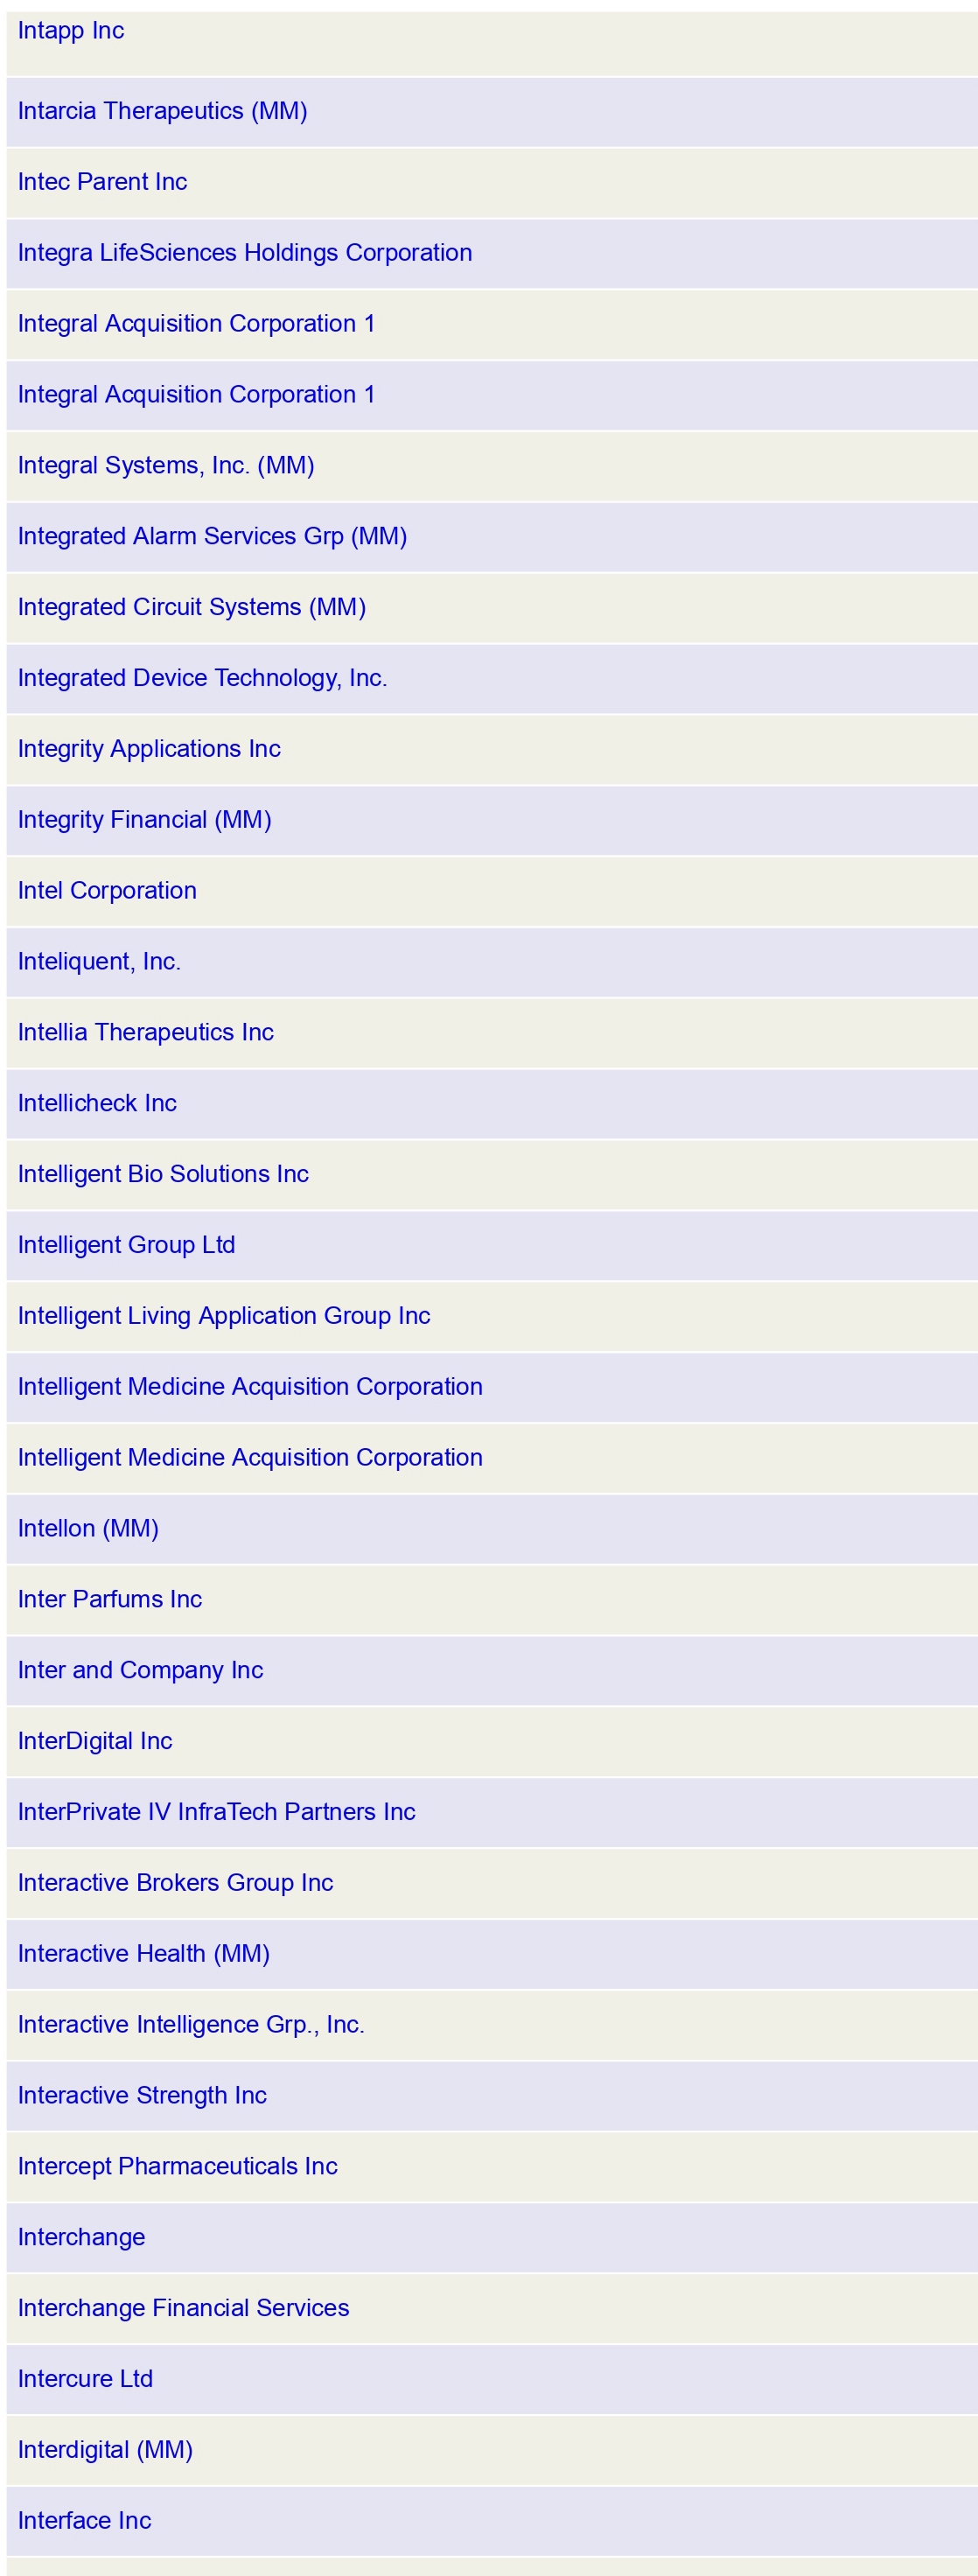 Intapp Inc
Intarcia Therapeutics (MM)
Intec Parent Inc
Integra LifeSciences Holdings Corporation
Integral Acquisition Corporation 1
Integral Acquisition Corporation 1
Integral Systems, Inc. (MM)
Integrated Alarm Services Grp (MM)
Integrated Circuit Systems (MM)
Integrated Device Technology, Inc.
Integrity Applications Inc
Integrity Financial (MM)
Intel Corporation
Inteliquent, Inc.
Intellia Therapeutics Inc
Intellicheck Inc
Intelligent Bio Solutions Inc
Intelligent Group Ltd
Intelligent Living Application Group Inc
Intelligent Medicine Acquisition Corporation
Intelligent Medicine Acquisition Corporation
Intellon (MM)
Inter Parfums Inc
Inter and Company Inc
InterDigital Inc
InterPrivate IV InfraTech Partners Inc
Interactive Brokers Group Inc
Interactive Health (MM)
Interactive Intelligence Grp., Inc.
Interactive Strength Inc
Intercept Pharmaceuticals Inc
Interchange
Interchange Financial Services
Intercure Ltd
Interdigital (MM)
Interface Inc